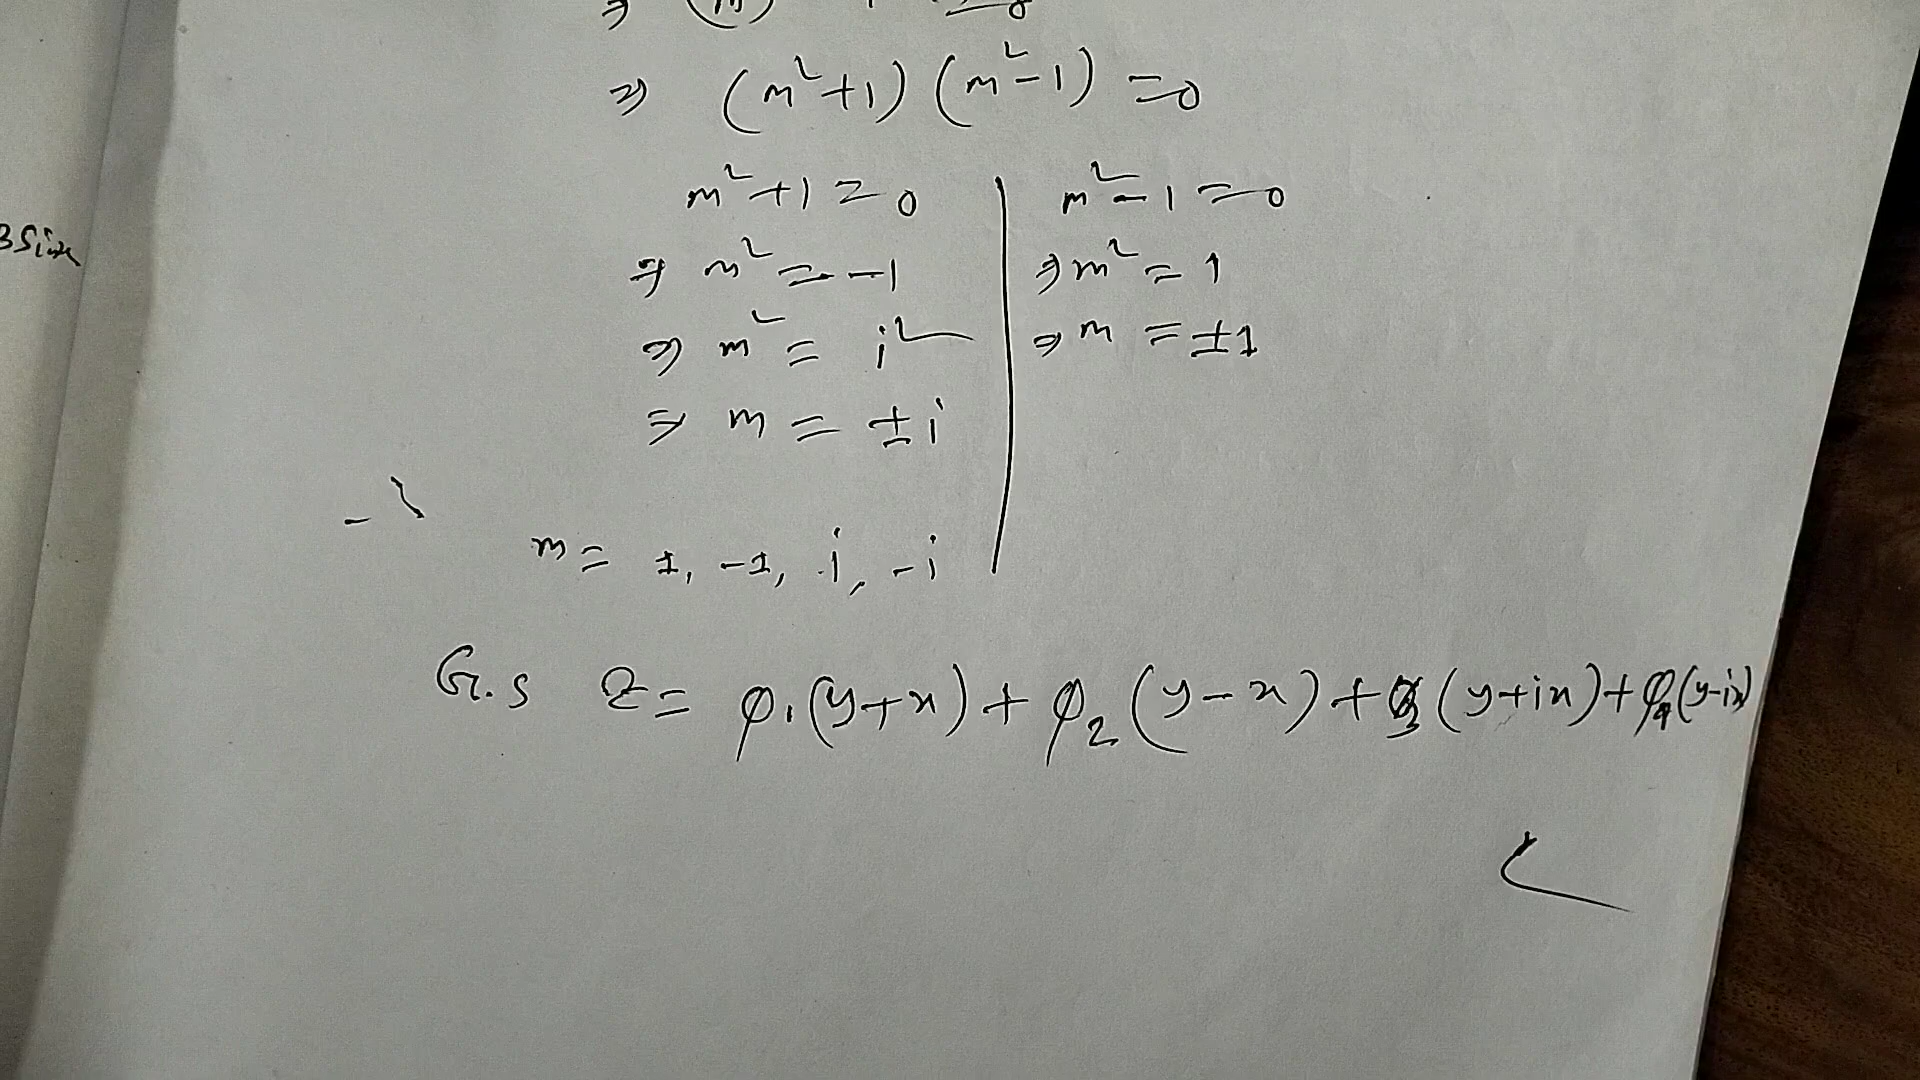 ⇒ (m²+1) (m²-1) = 0
m²+1 = 0 | m²-1 = 0
⇒ m² = -1 | ⇒ m² = 1
⇒ m² = i² | ⇒ m = ±1
⇒ m = ±i
m = 1, -1, i, -i
G.S z = φ₁(y+x) + φ₂(y-x) + φ₃(y+ix) + φ₄(y-ix)